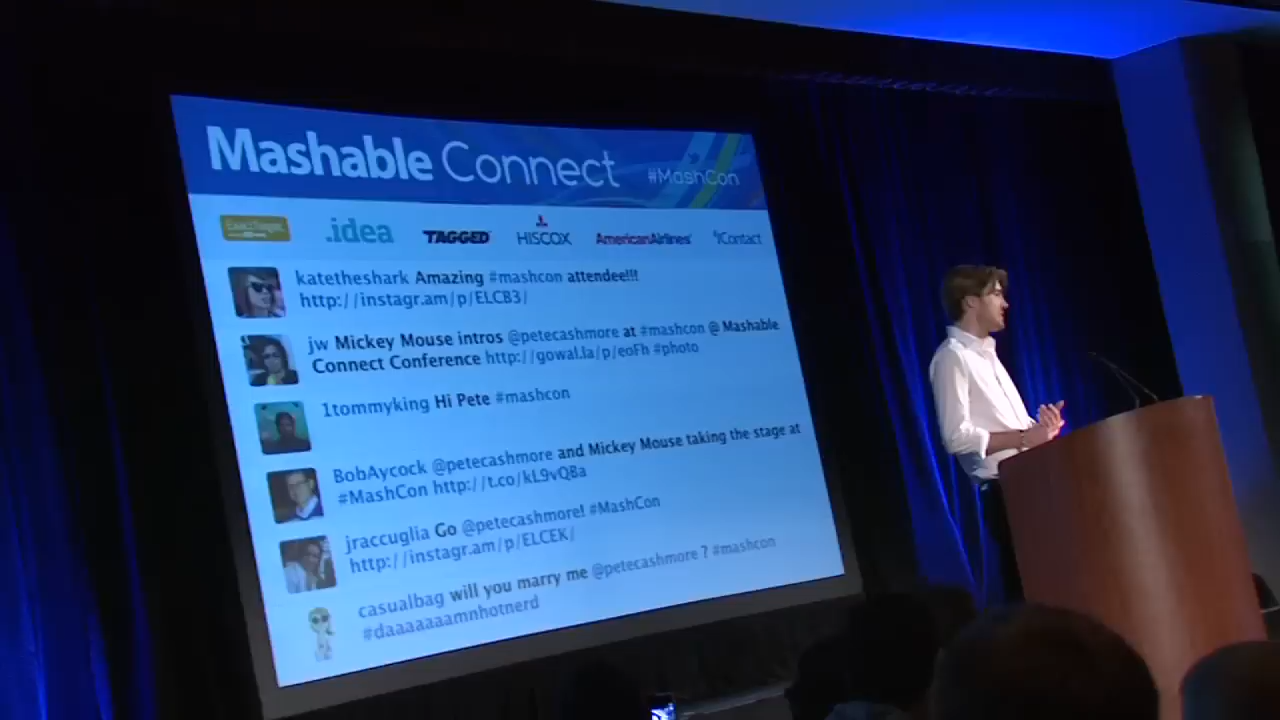 Mashable Connect #MashCon
ExactTarget. .idea TAGGED HISCOX AmericanAirlines iContact
katetheshark Amazing #mashcon attendee!!!
http://instagr.am/p/ELCB3/
jw Mickey Mouse intros @petecashmore at #mashcon @ Mashable
Connect Conference http://gowal.la/p/eoFh #photo
1tommyking Hi Pete #mashcon
BobAycock @petecashmore and Mickey Mouse taking the stage at
#MashCon http://t.co/kL9vQBa
jraccuglia Go @petecashmore! #MashCon
http://instagr.am/p/ELCEK/
casualbag will you marry me @petecashmore ? #mashcon
#daaaaaaamnhotnerd